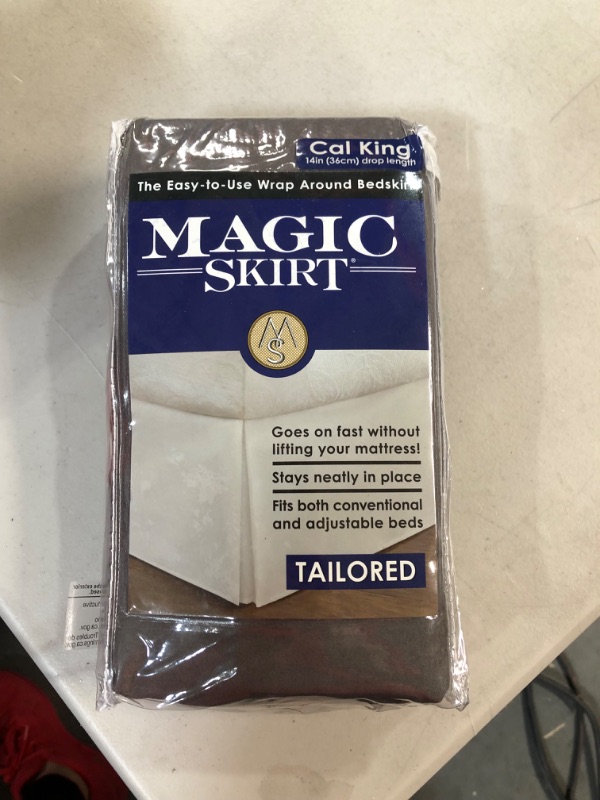 Cal King
14in (36cm) drop length
The Easy-to-Use Wrap Around
MAGIC
SKIRT®
MS
Goes on fast without
lifting your mattress!
Stays neatly in place
Fits both conventional
and adjustable beds
TAILORED